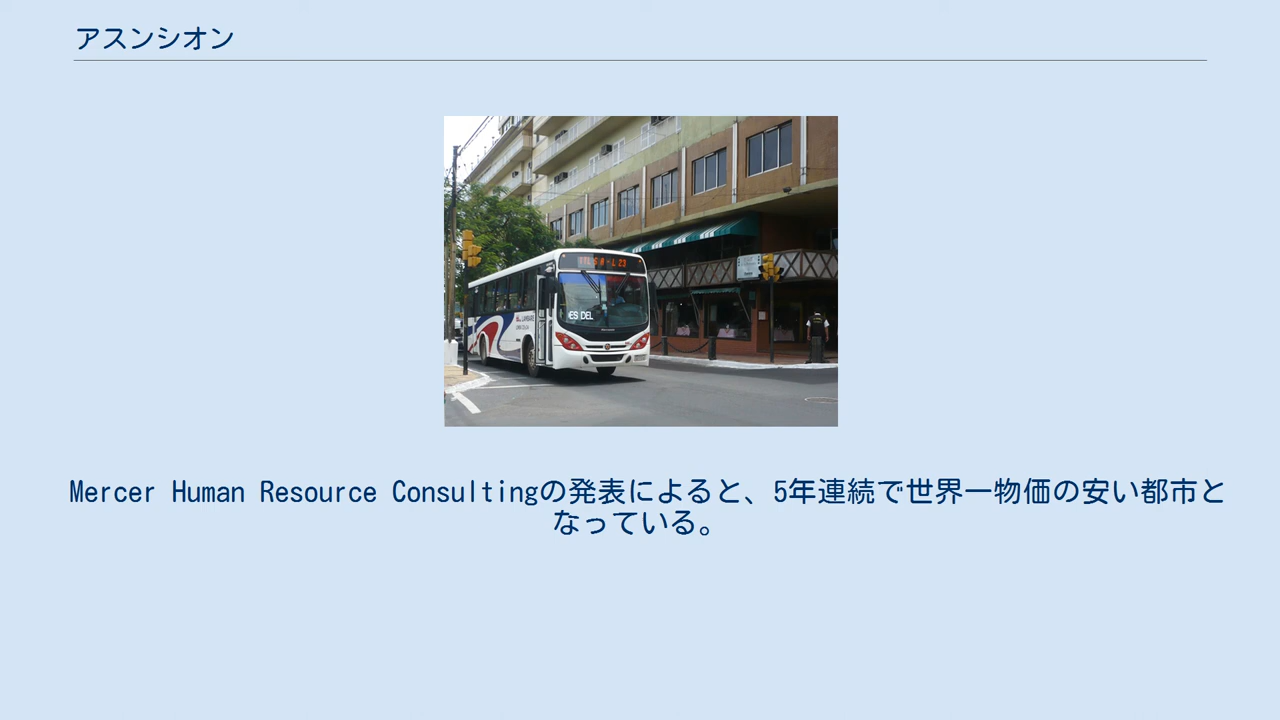 アスンシオン
ES DEL
Mercer Human Resource Consultingの発表によると、5年連続で世界一物価の安い都市と
なっている。